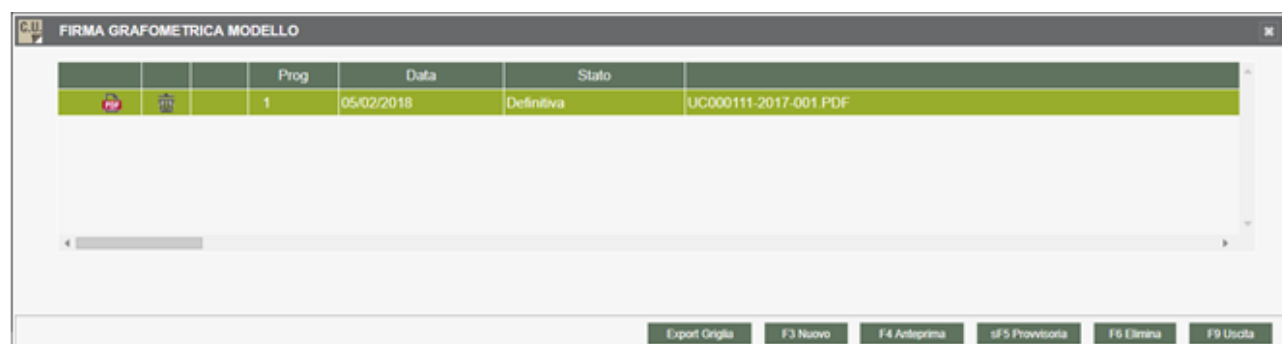 C.U FIRMA GRAFOMETRICA MODELLO
Prog Data Stato
PDF 1 05/02/2018 Definitiva UC000111-2017-001.PDF
Export Griglia F3 Nuovo F4 Anteprima sF5 Provvisoria F6 Elimina F9 Uscita